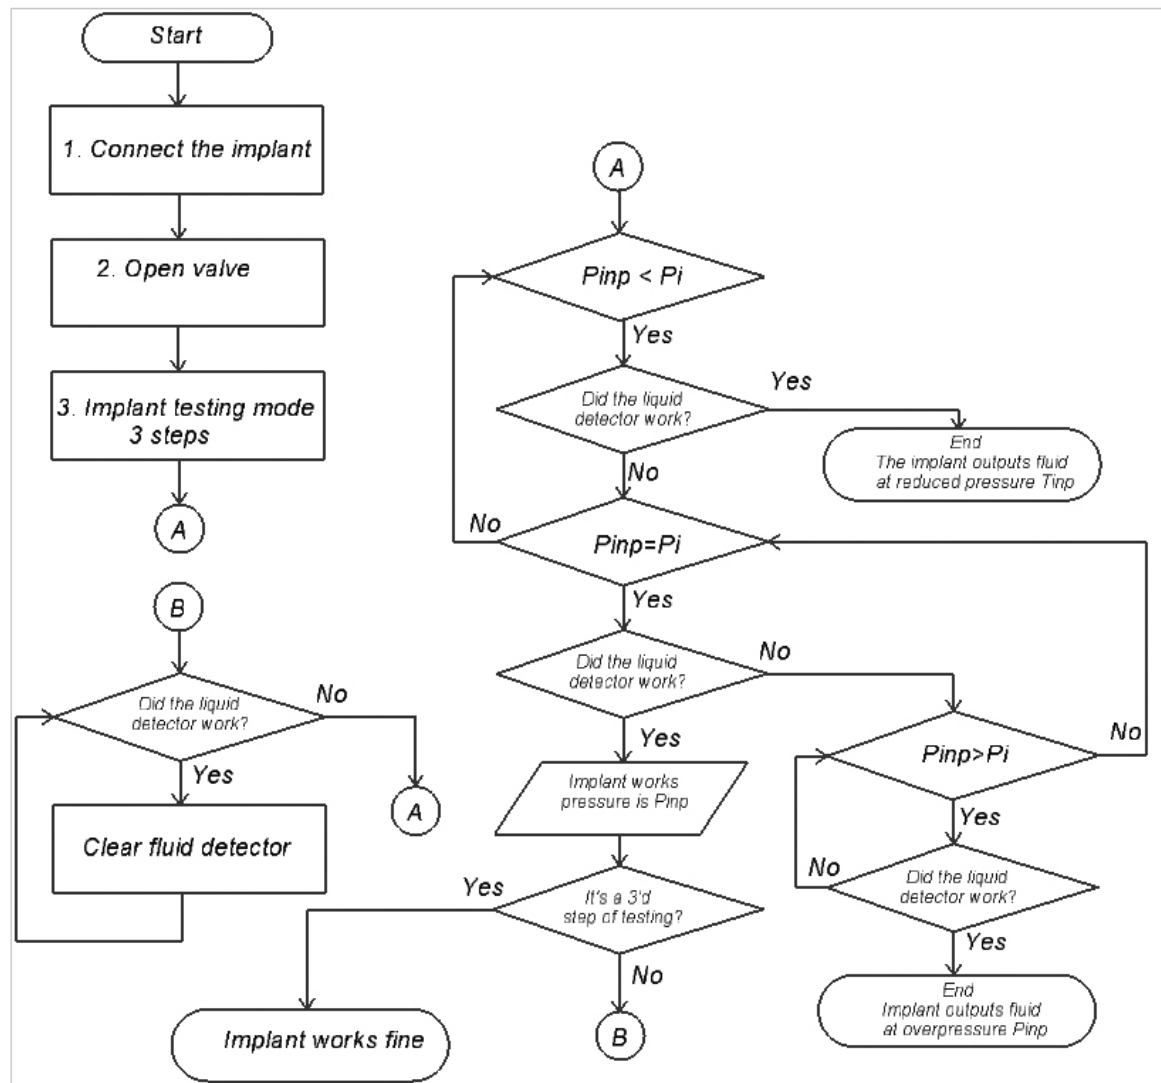 Start
1. Connect the implant
2. Open valve
3. Implant testing mode
3 steps
A
B
Did the liquid
detector work?
No
Yes
A
Clear fluid detector
A
Pinp < Pi
Yes
Did the liquid
detector work?
Yes
End
The implant outputs fluid
at reduced pressure Tinp
No
No
Pinp=Pi
Yes
Did the liquid
detector work?
No
Yes
Pinp>Pi
No
Implant works
pressure is Pinp
Yes
No
Did the liquid
detector work?
Yes
End
Implant outputs fluid
at overpressure Pinp
It's a 3'd
step of testing?
Yes
No
Implant works fine
B